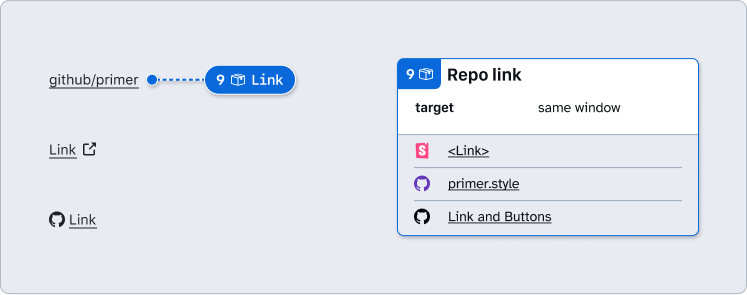 github/primer
9 Link
Link
Link
9 Repo link
target same window
<Link>
primer.style
Link and Buttons